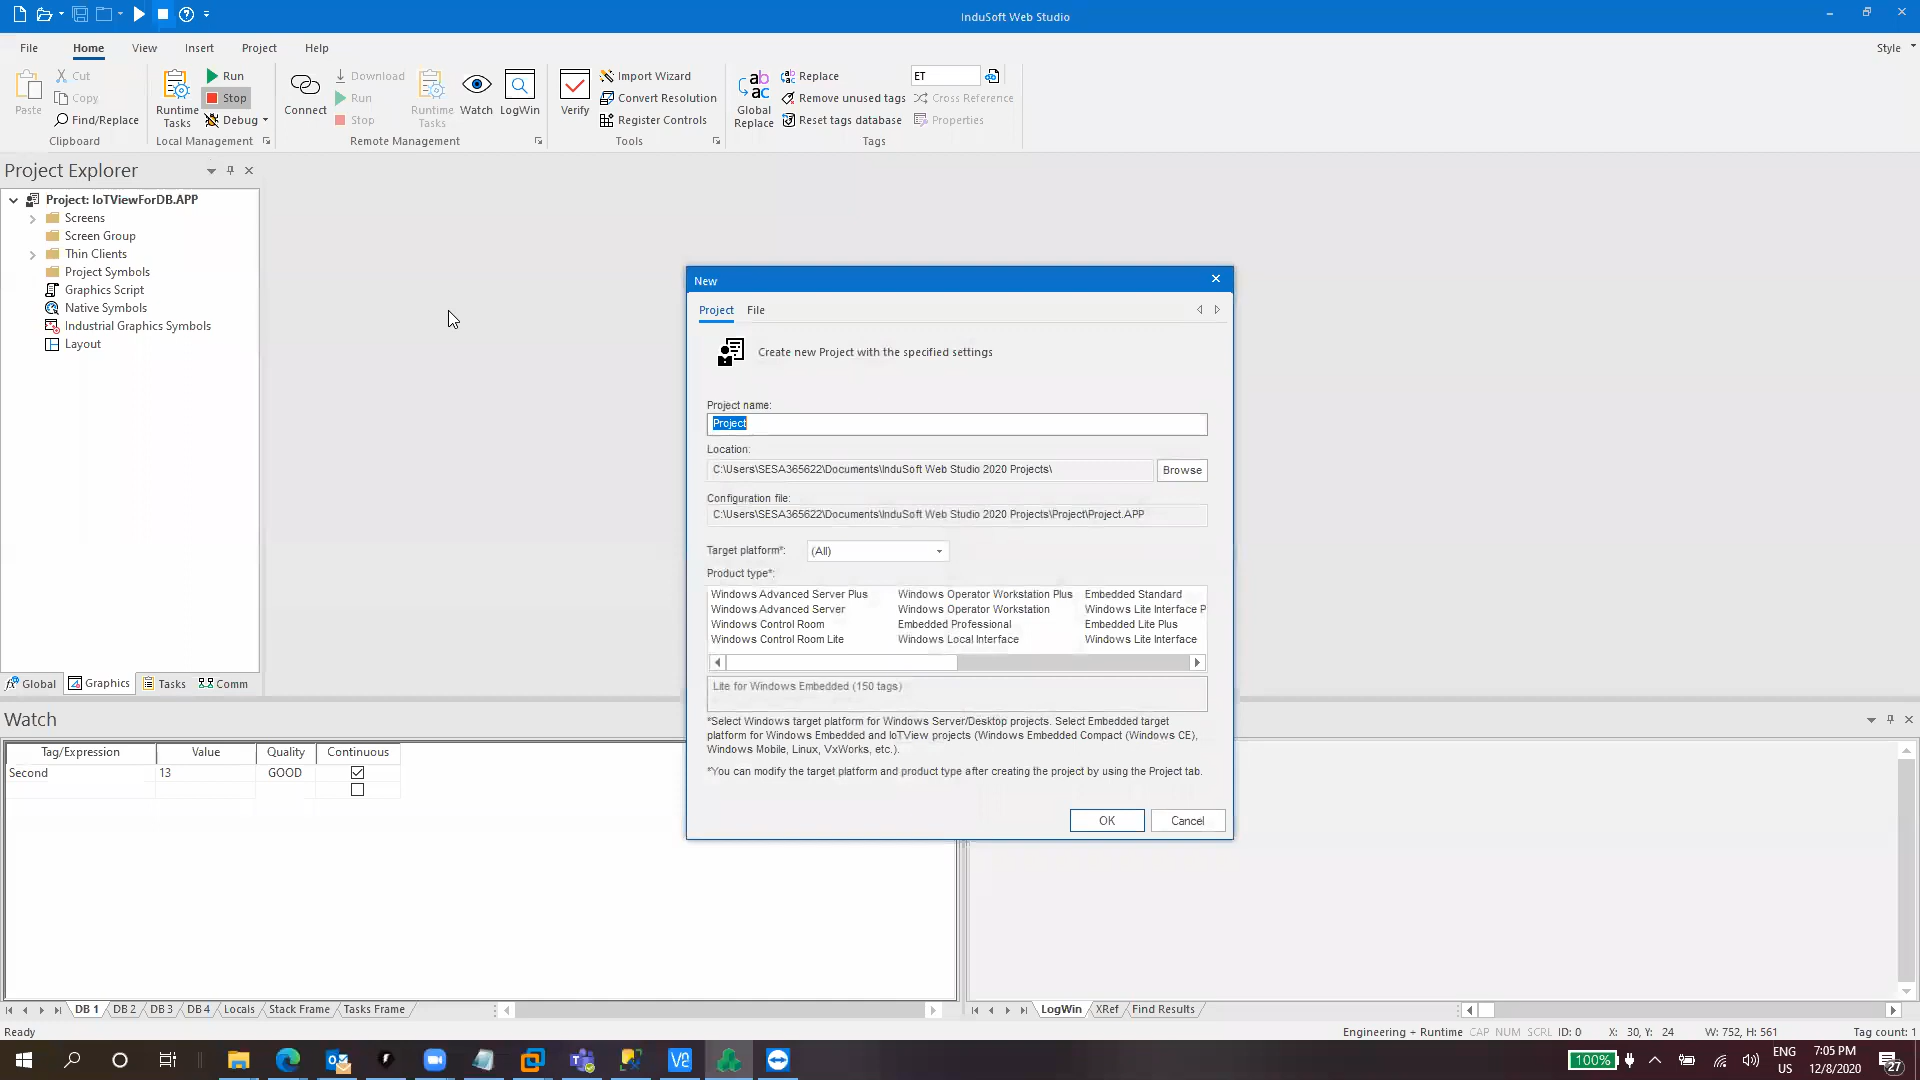 InduSoft Web Studio
File Home View Insert Project Help Style
Paste Cut Copy Find/Replace
Clipboard
Runtime Tasks Run Stop Debug
Local Management
Connect Download Run Stop Runtime Tasks Watch LogWin
Remote Management
Verify Import Wizard Convert Resolution Register Controls
Tools
Global Replace Replace Remove unused tags Reset tags database ET Cross Reference Properties
Tags
Project Explorer
Project: IoTViewForDB.APP
Screens
Screen Group
Thin Clients
Project Symbols
Graphics Script
Native Symbols
Industrial Graphics Symbols
Layout
Global Graphics Tasks Comm
New
Project File
Create new Project with the specified settings
Project name:
Project
Location:
C:\Users\SESA365622\Documents\InduSoft Web Studio 2020 Projects\
Browse
Configuration file:
C:\Users\SESA365622\Documents\InduSoft Web Studio 2020 Projects\Project\Project.APP
Target platform*: (All)
Product type*:
Windows Advanced Server Plus Windows Operator Workstation Plus Embedded Standard
Windows Advanced Server Windows Operator Workstation Windows Lite Interface P
Windows Control Room Embedded Professional Embedded Lite Plus
Windows Control Room Lite Windows Local Interface Windows Lite Interface
Lite for Windows Embedded (150 tags)
*Select Windows target platform for Windows Server/Desktop projects. Select Embedded target
platform for Windows Embedded and IoTView projects (Windows Embedded Compact (Windows CE),
Windows Mobile, Linux, VxWorks, etc.).
*You can modify the target platform and product type after creating the project by using the Project tab.
OK Cancel
Watch
Tag/Expression Value Quality Continuous
Second 13 GOOD
DB 1 DB 2 DB 3 DB 4 Locals Stack Frame Tasks Frame
LogWin XRef Find Results
Ready
Engineering + Runtime CAP NUM SCRL ID: 0 X: 30, Y: 24 W: 752, H: 561 Tag count: 1
100% ENG US 7:05 PM 12/8/2020 27